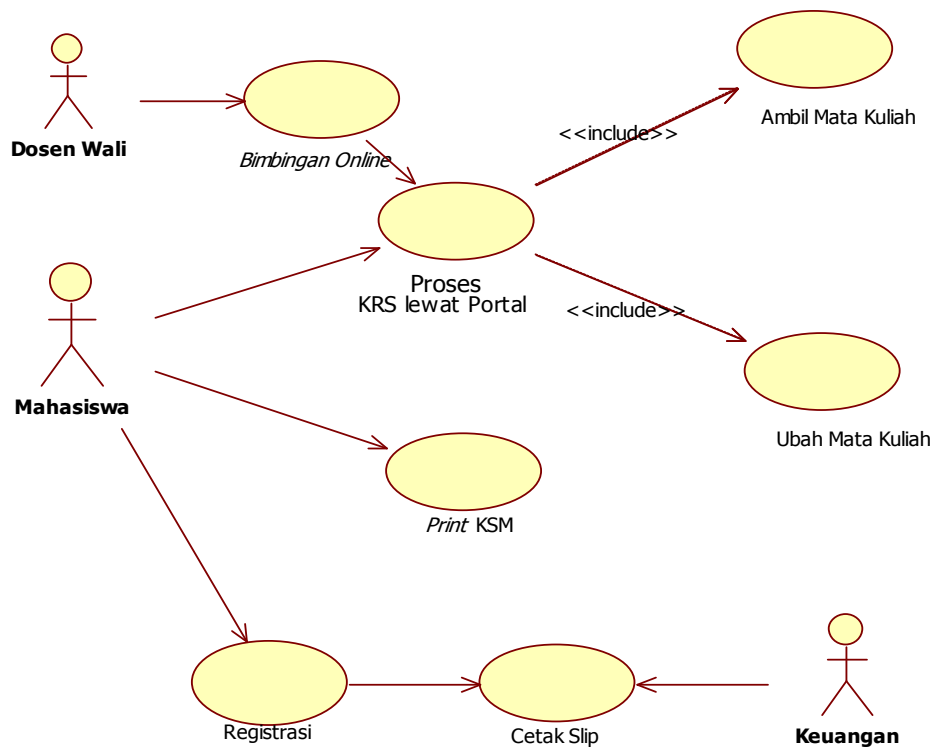 Dosen Wali
Bimbingan Online
<<include>>
Ambil Mata Kuliah
Proses
KRS lewat Portal
<<include>>
Mahasiswa
Ubah Mata Kuliah
Print KSM
Registrasi
Cetak Slip
Keuangan